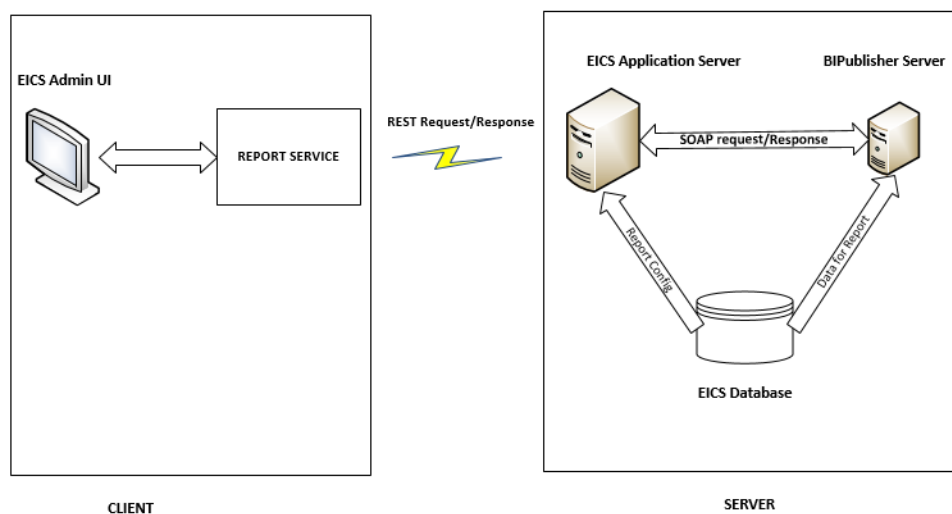 EICS Admin UI
REPORT SERVICE
REST Request/Response
EICS Application Server
BIPublisher Server
SOAP request/Response
Report Config
Data for Report
EICS Database
CLIENT
SERVER